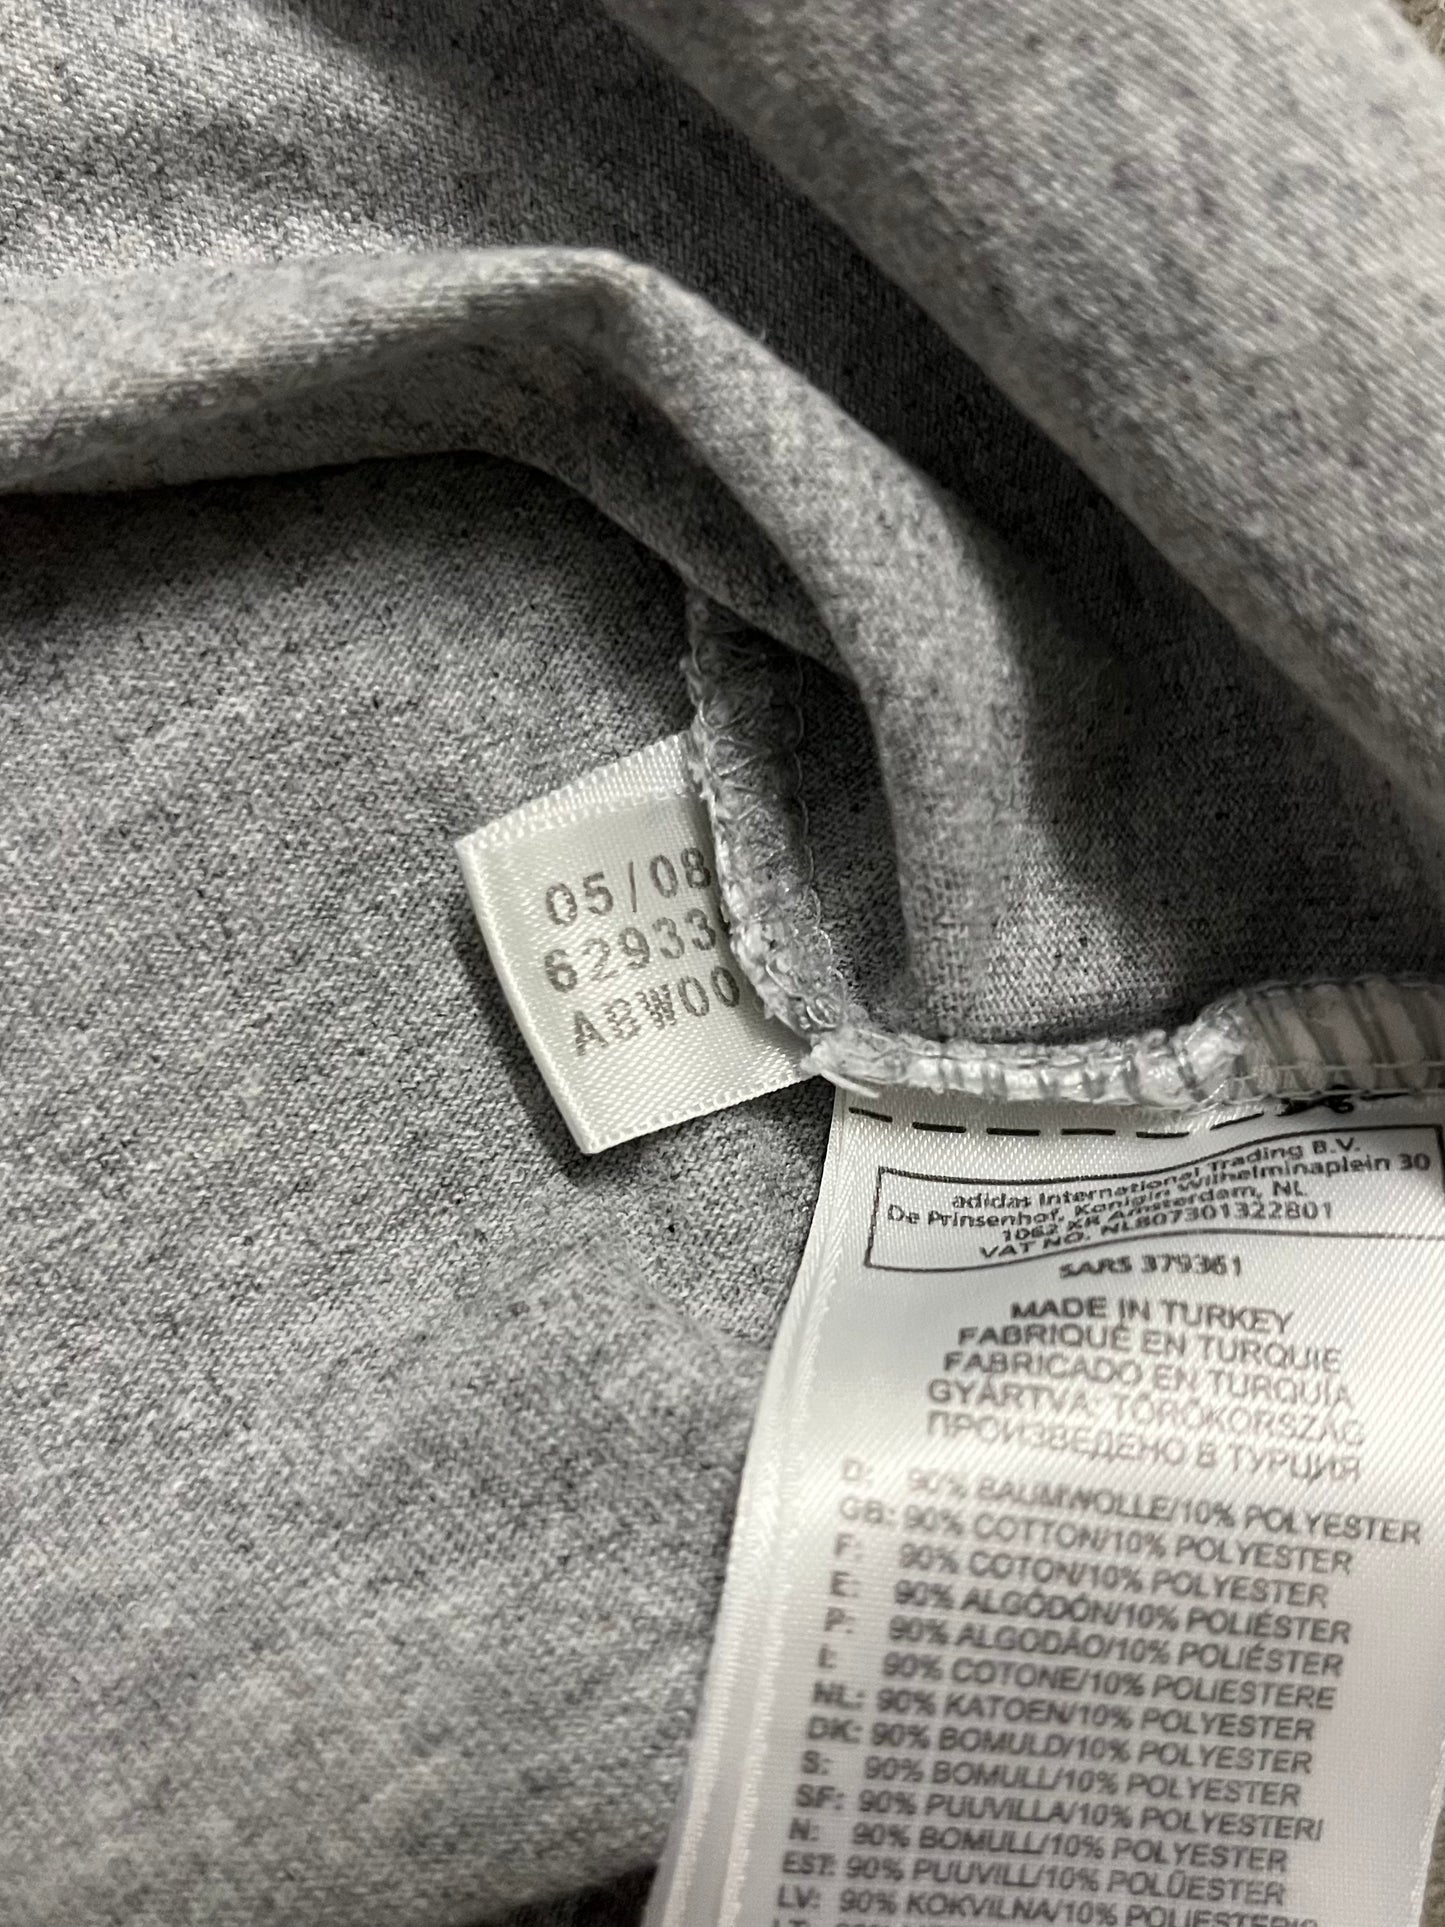 05/08
62933
ABW00
adidas International Trading B.V.
De Prinsenhof, Konigin Wilhelminaplein 30
1062 KR Amsterdam, NL
VAT NO. NL807301322B01
SARS 379361
MADE IN TURKEY
FABRIQUÉ EN TURQUIE
FABRICADO EN TURQUÍA
GYÁRTVA: TÖRÖKORSZÁG
ПРОИЗВЕДЕНО В ТУРЦИЯ
D: 90% BAUMWOLLE/10% POLYESTER
GB: 90% COTTON/10% POLYESTER
F: 90% COTON/10% POLYESTER
E: 90% ALGODÓN/10% POLIÉSTER
P: 90% ALGODÃO/10% POLIÉSTER
I: 90% COTONE/10% POLIESTERE
NL: 90% KATOEN/10% POLYESTER
DK: 90% BOMULD/10% POLYESTER
S: 90% BOMULL/10% POLYESTER
SF: 90% PUUVILLA/10% POLYESTERI
N: 90% BOMULL/10% POLYESTER
EST: 90% PUUVILL/10% POLÜESTER
LV: 90% KOKVILNA/10%